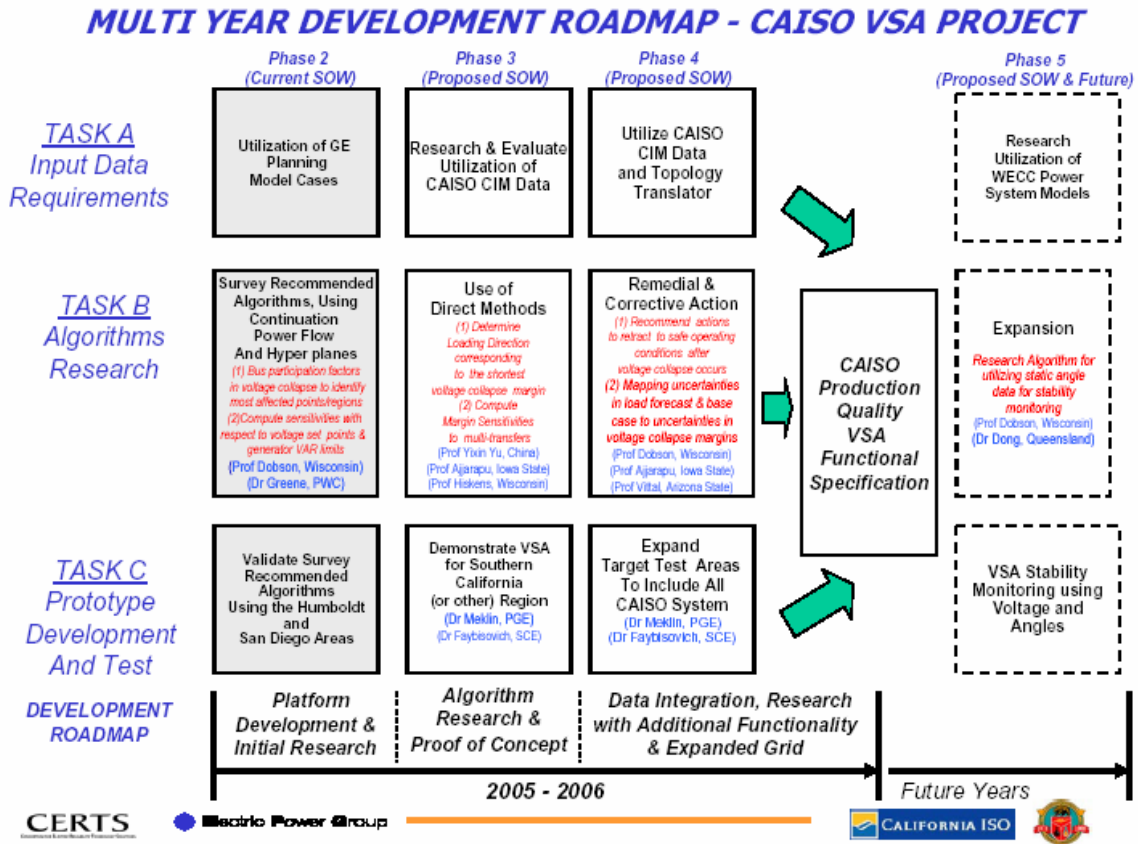 MULTI YEAR DEVELOPMENT ROADMAP - CAISO VSA PROJECT
Phase 2
(Current SOW)
Phase 3
(Proposed SOW)
Phase 4
(Proposed SOW)
Phase 5
(Proposed SOW & Future)
TASK A
Input Data
Requirements
Utilization of GE
Planning
Model Cases
Research & Evaluate
Utilization of
CAISO CIM Data
Utilize CAISO
CIM Data
and Topology
Translator
Research
Utilization of
WECC Power
System Models
TASK B
Algorithms
Research
Survey Recommended
Algorithms, Using
Continuation
Power Flow
And Hyper planes
(1) Bus participation factors
in voltage collapse to identify
most affected points/regions
(2)Compute sensitivities with
respect to voltage set points &
generator VAR limits
(Prof Dobson, Wisconsin)
(Dr Greene, PWC)
Use of
Direct Methods
(1) Determine
Loading Direction
corresponding
to the shortest
voltage collapse margin
(2) Compute
Margin Sensitivities
to multi-transfers
(Prof Yixin Yu, China)
(Prof Ajjarapu, Iowa State)
(Prof Hiskens, Wisconsin)
Remedial &
Corrective Action
(1) Recommend actions
to retract to safe operating
conditions after
voltage collapse occurs
(2) Mapping uncertainties
in load forecast & base
case to uncertainties in
voltage collapse margins
(Prof Dobson, Wisconsin)
(Prof Ajjarapu, Iowa State)
(Prof Vittal, Arizona State)
CAISO
Production
Quality
VSA
Functional
Specification
Expansion
Research Algorithm for
utilizing static angle
data for stability
monitoring
(Prof Dobson, Wisconsin)
(Dr Dong, Queensland)
TASK C
Prototype
Development
And Test
Validate Survey
Recommended
Algorithms
Using the Humboldt
and
San Diego Areas
Demonstrate VSA
for Southern
California
(or other) Region
(Dr Meklin, PGE)
(Dr Faybisovich, SCE)
Expand
Target Test Areas
To Include All
CAISO System
(Dr Meklin, PGE)
(Dr Faybisovich, SCE)
VSA Stability
Monitoring using
Voltage and
Angles
DEVELOPMENT
ROADMAP
Platform
Development &
Initial Research
Algorithm
Research &
Proof of Concept
Data Integration, Research
with Additional Functionality
& Expanded Grid
2005 - 2006
Future Years
CERTS
Electric Power Group
CALIFORNIA ISO